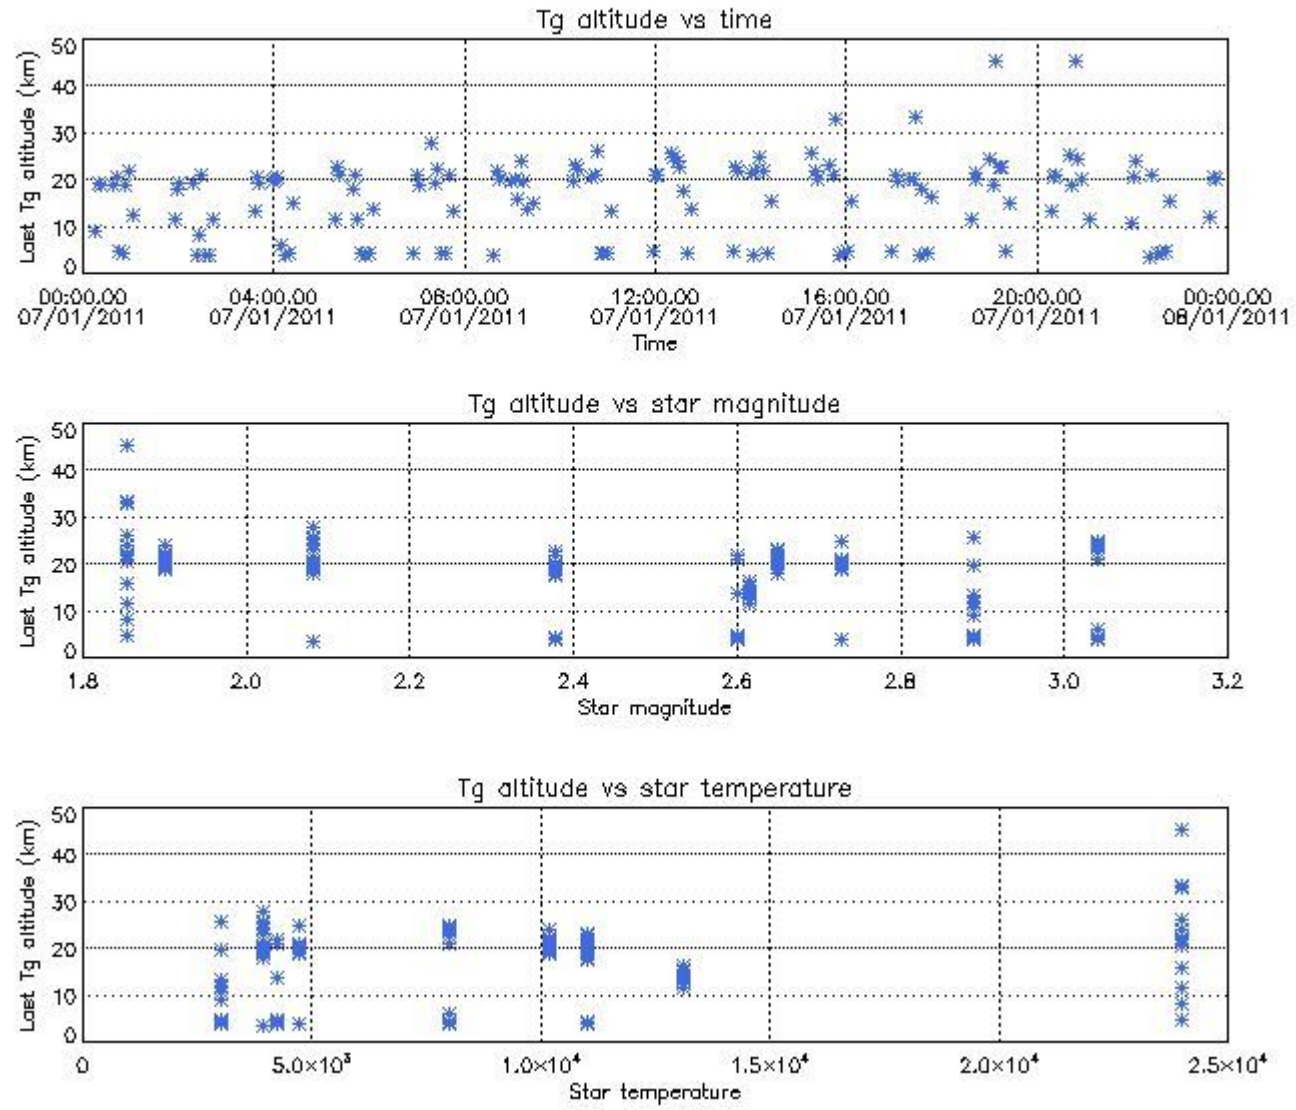 Tg altitude vs time
Last Tg altitude (km)
50
40
30
20
10
0
00:00.00 04:00.00 08:00.00 12:00.00 16:00.00 20:00.00 00:00.00
07/01/2011 07/01/2011 07/01/2011 07/01/2011 07/01/2011 07/01/2011 08/01/2011
Time
Tg altitude vs star magnitude
Last Tg altitude (km)
50
40
30
20
10
0
1.8 2.0 2.2 2.4 2.6 2.8 3.0 3.2
Star magnitude
Tg altitude vs star temperature
Last Tg altitude (km)
50
40
30
20
10
0
0 5.0×10³ 1.0×10⁴ 1.5×10⁴ 2.0×10⁴ 2.5×10⁴
Star temperature